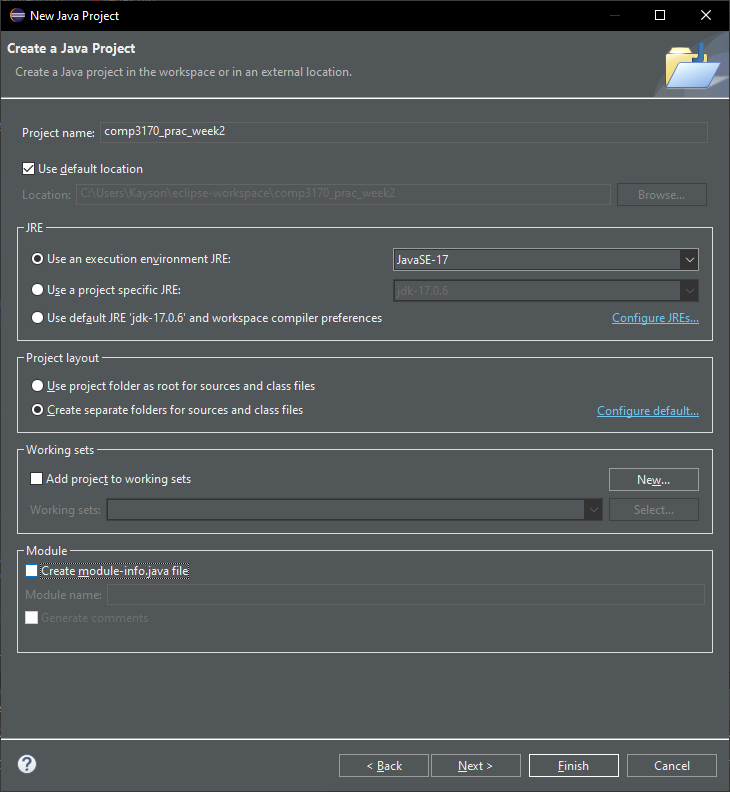 New Java Project
Create a Java Project
Create a Java project in the workspace or in an external location.
Project name: comp3170_prac_week2
Use default location
Location: C:\Users\Kayson\eclipse-workspace\comp3170_prac_week2 Browse...
JRE
Use an execution environment JRE: JavaSE-17
Use a project specific JRE: jdk-17.0.6
Use default JRE 'jdk-17.0.6' and workspace compiler preferences Configure JREs...
Project layout
Use project folder as root for sources and class files
Create separate folders for sources and class files Configure default...
Working sets
Add project to working sets New...
Working sets: Select...
Module
Create module-info.java file
Module name:
Generate comments
? < Back Next > Finish Cancel